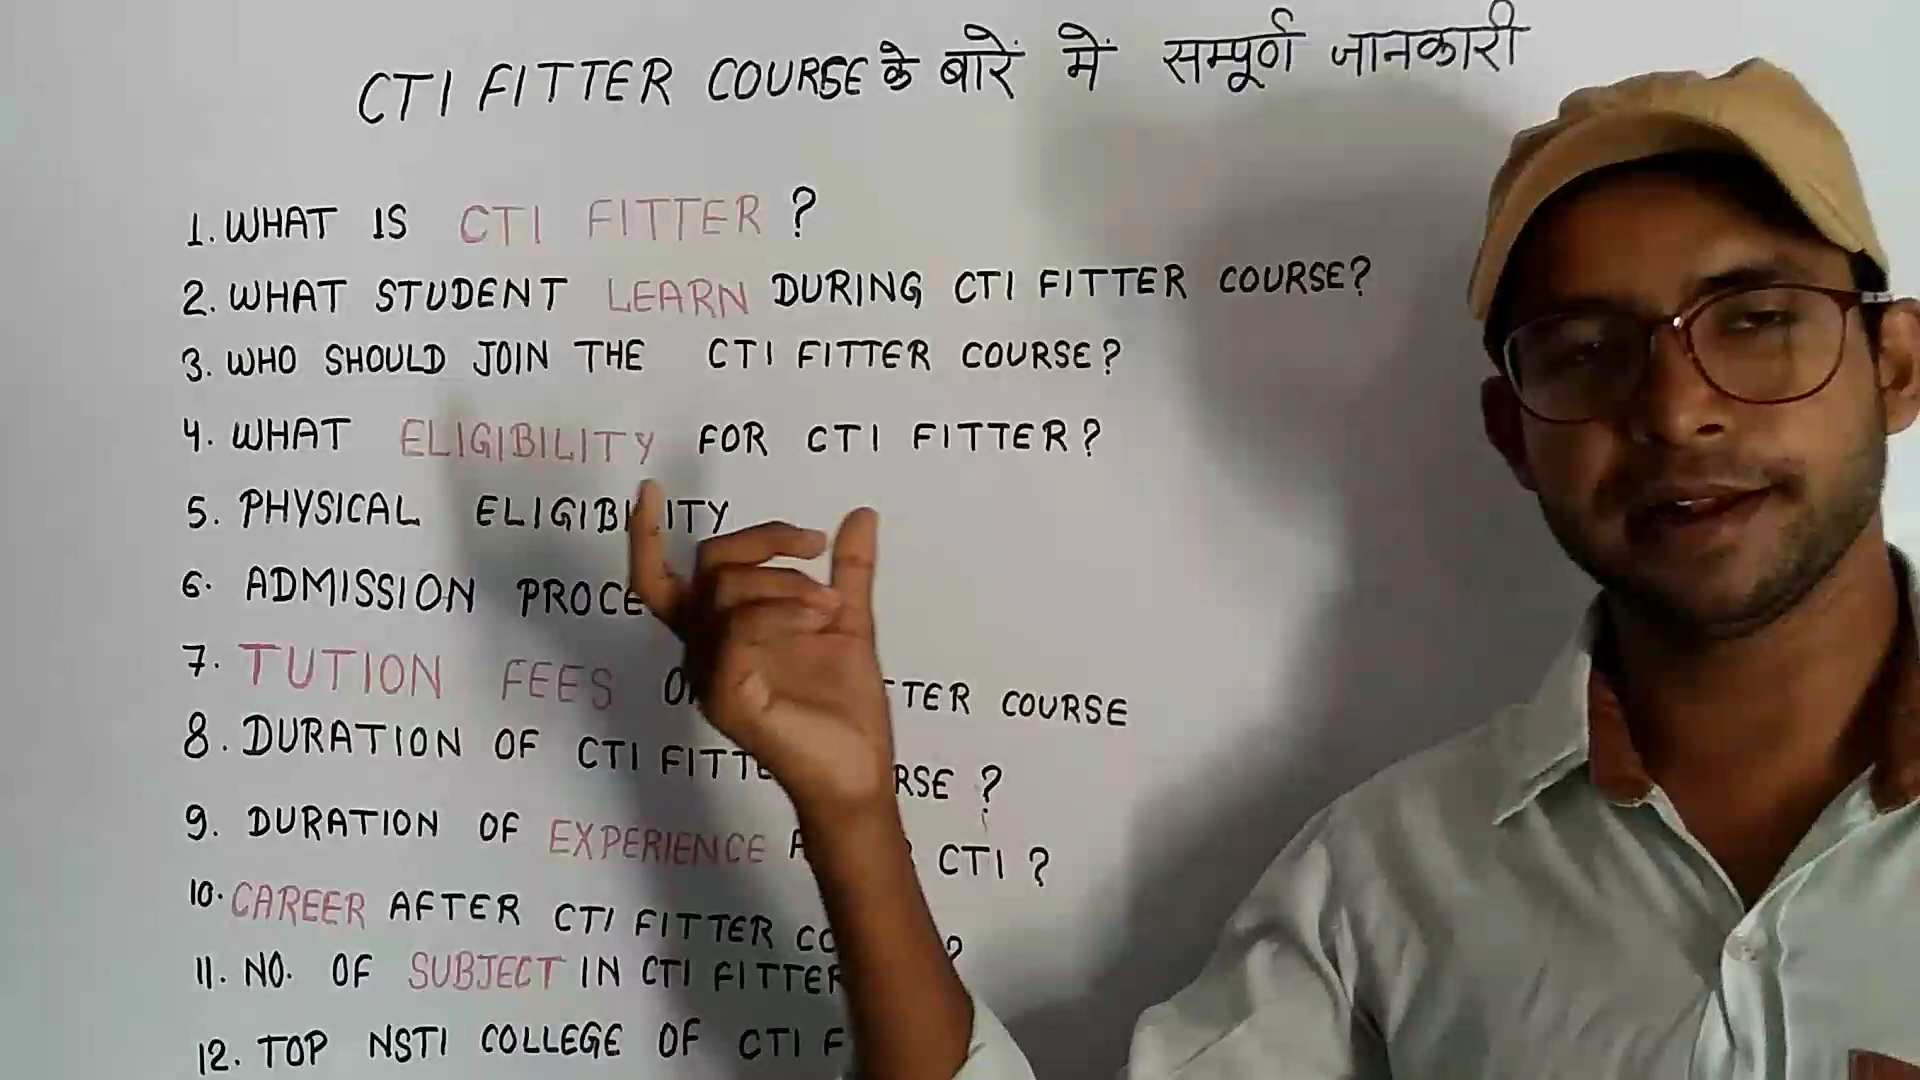 CTI FITTER COURSE के बारें में सम्पूर्ण जानकारी
1. WHAT IS CTI FITTER ?
2. WHAT STUDENT LEARN DURING CTI FITTER COURSE?
3. WHO SHOULD JOIN THE CTI FITTER COURSE?
4. WHAT ELIGIBILITY FOR CTI FITTER?
5. PHYSICAL ELIGIBILITY
6. ADMISSION
7. TUTION FEES TER COURSE
8. DURATION OF CTI RSE ?
9. DURATION OF EXPERIENCE CTI ?
10. CAREER AFTER CTI FITTER ?
11. NO. OF SUBJECT IN CTI FITTER
12. TOP NSTI COLLEGE OF CTI F